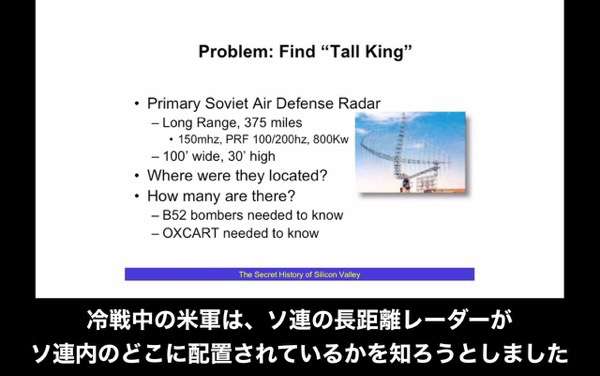 Problem: Find “Tall King”
• Primary Soviet Air Defense Radar
– Long Range, 375 miles
• 150mhz, PRF 100/200hz, 800Kw
– 100’ wide, 30’ high
• Where were they located?
• How many are there?
– B52 bombers needed to know
– OXCART needed to know
The Secret History of Silicon Valley
冷戦中の米軍は、ソ連の長距離レーダーが
ソ連内のどこに配置されているかを知ろうとしました